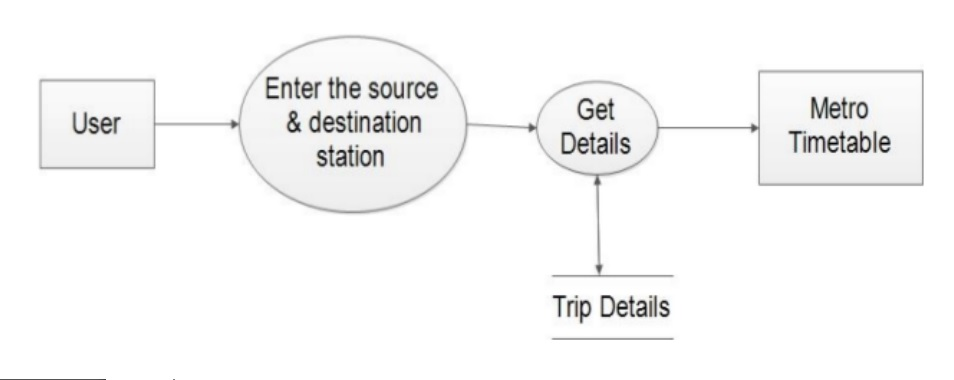 User
Enter the source
& destination
station
Get
Details
Metro
Timetable
Trip Details